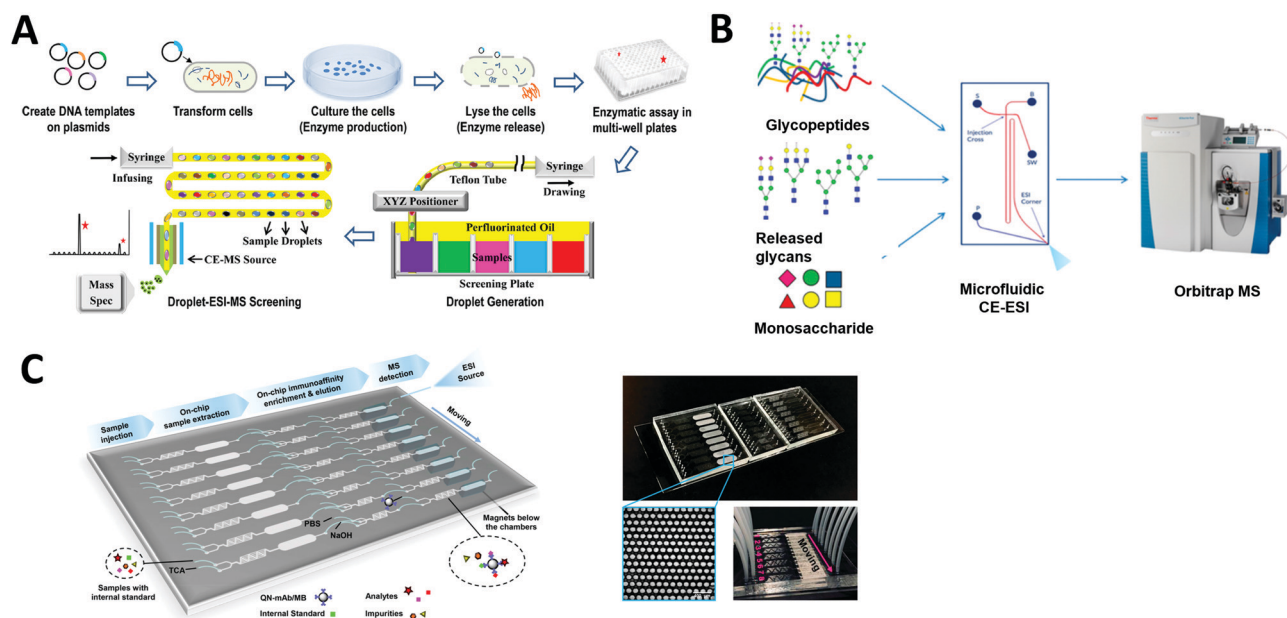 A
Create DNA templates
on plasmids
Transform cells
Culture the cells
(Enzyme production)
Lyse the cells
(Enzyme release)
Enzymatic assay in
multi-well plates
Syringe
Infusing
Sample Droplets
CE-MS Source
Mass
Spec
Droplet-ESI-MS Screening
Teflon Tube
Syringe
Drawing
XYZ Positioner
Perfluorinated Oil
Samples
Screening Plate
Droplet Generation
B
Glycopeptides
Released
glycans
Monosaccharide
S
B
Injection
Cross
SW
ESI
Corner
P
Microfluidic
CE-ESI
Orbitrap MS
C
Sample
injection
On-chip
sample extraction
On-chip immunoaffinity
enrichment & elution
MS
detection
ESI
Source
Moving
PBS
NaOH
Magnets below
the chambers
TCA
Samples with
internal standard
QN-mAb/MB
Analytes
Internal Standard
Impurities
Moving